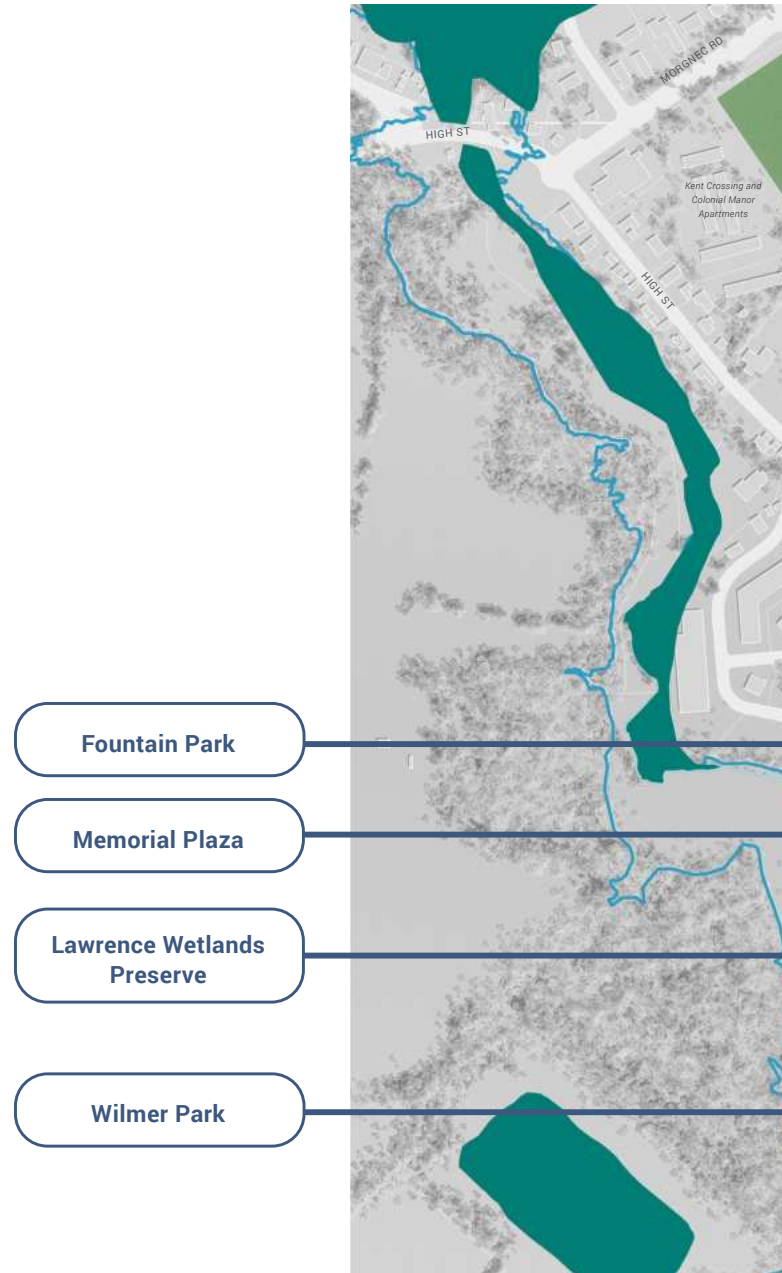 MORGNEC RD
HIGH ST
Kent Crossing and
Colonial Manor
Apartments
HIGH ST
Fountain Park
Memorial Plaza
Lawrence Wetlands
Preserve
Wilmer Park